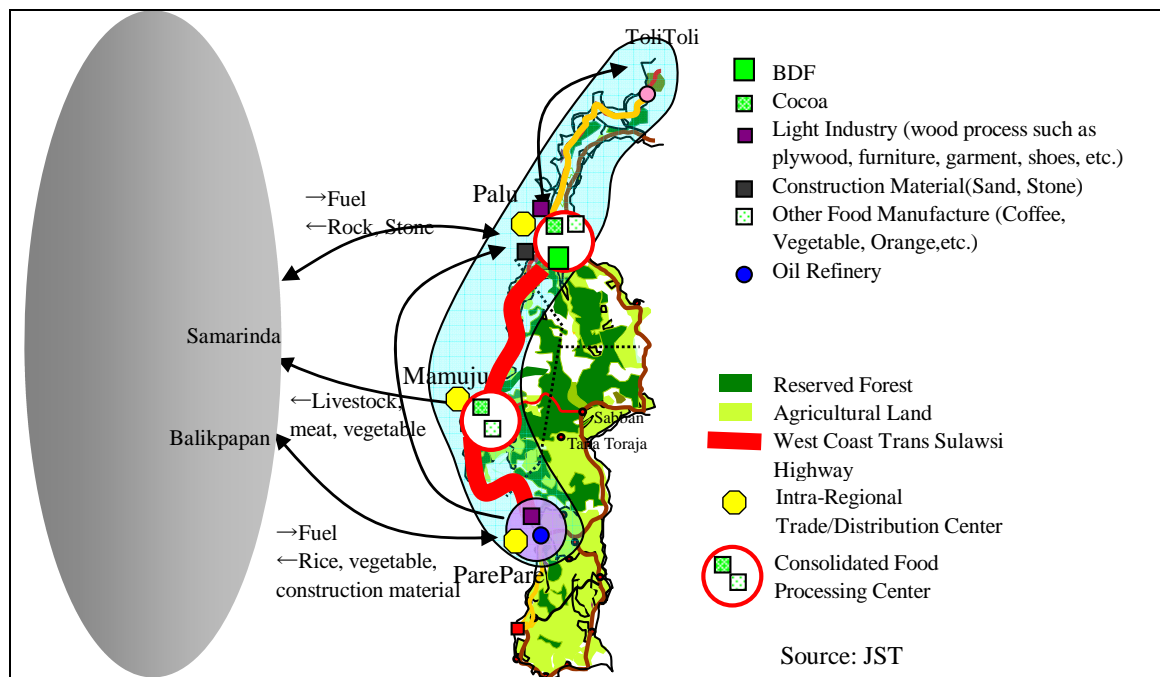 ToliToli
Palu
→Fuel
←Rock, Stone
Samarinda
Mamuju
←Livestock,
meat, vegetable
Balikpapan
Sabban
Tana Toraja
→Fuel
←Rice, vegetable,
construction material
ParePare
BDF
Cocoa
Light Industry (wood process such as
plywood, furniture, garment, shoes, etc.)
Construction Material(Sand, Stone)
Other Food Manufacture (Coffee,
Vegetable, Orange,etc.)
Oil Refinery
Reserved Forest
Agricultural Land
West Coast Trans Sulawsi
Highway
Intra-Regional
Trade/Distribution Center
Consolidated Food
Processing Center
Source: JST